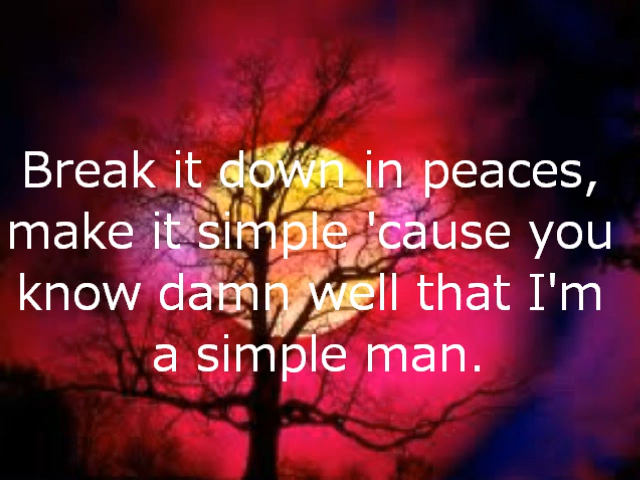 Break it down in peaces,
make it simple 'cause you
know damn well that I'm
a simple man.